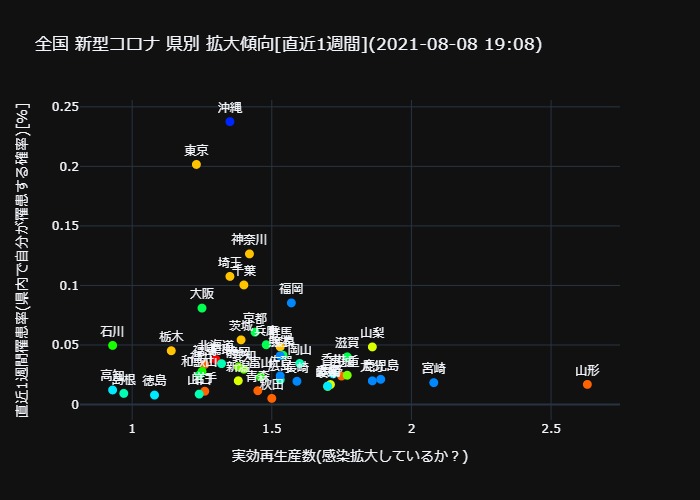 全国 新型コロナ 県別 拡大傾向[直近1週間](2021-08-08 19:08)
直近1週間罹患率(県内で自分が罹患する確率)[%]
0.25
0.2
0.15
0.1
0.05
0
沖縄
東京
神奈川
埼玉
千葉
福岡
大阪
京都
茨城
兵庫
石川
栃木
山梨
滋賀
岡山
北海道
富山
長崎
鹿児島
宮崎
山形
高知
島根
徳島
岩手
秋田
1
1.5
2
2.5
実効再生産数(感染拡大しているか？)